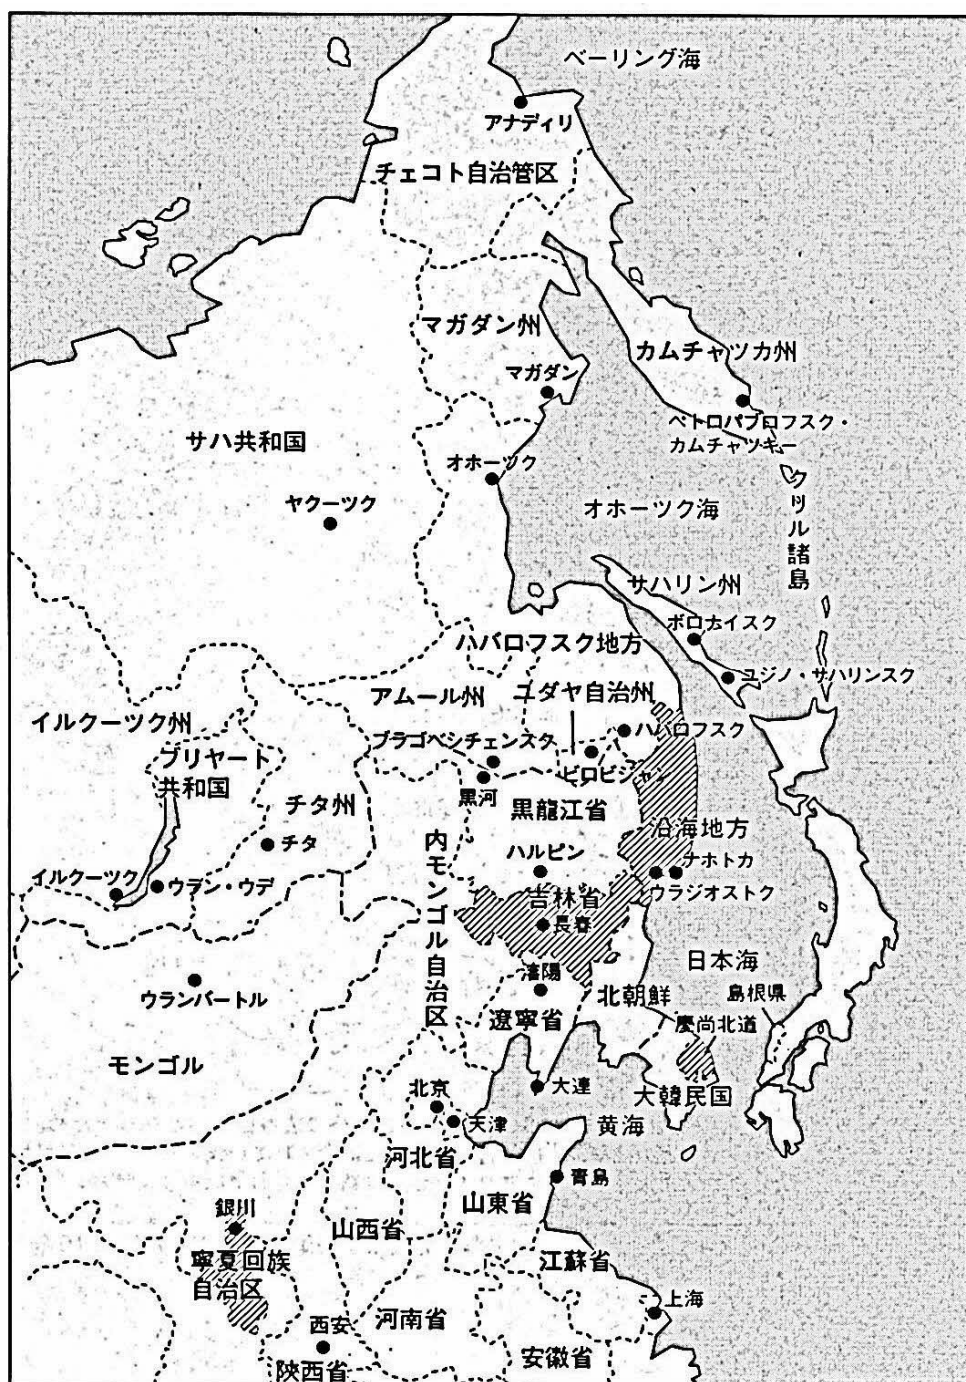 ベーリング海
アナディリ
チェコト自治管区
マガダン州
カムチャツカ州
マガダン
ペトロパブロフスク・
カムチャツキー
サハ共和国
オホーツク
クリル諸島
ヤクーツク
オホーツク海
サハリン州
ポロナイスク
ハバロフスク地方
ユジノ・サハリンスク
アムール州
ユダヤ自治州
イルクーツク州
ハバロフスク
ブラゴベシチェンスク
ブリヤート
共和国
ビロビジャン
黒河
チタ州
黒龍江省
沿海地方
チタ
内モンゴル自治区
ハルピン
ナホトカ
イルクーツク
ウラン・ウデ
ウラジオストク
吉林省
長春
日本海
瀋陽
ウランバートル
北朝鮮
島根県
遼寧省
慶尚北道
モンゴル
北京
大連
大韓民国
天津
黄海
河北省
青島
山東省
銀川
山西省
寧夏回族
自治区
江蘇省
上海
西安
河南省
陝西省
安徽省